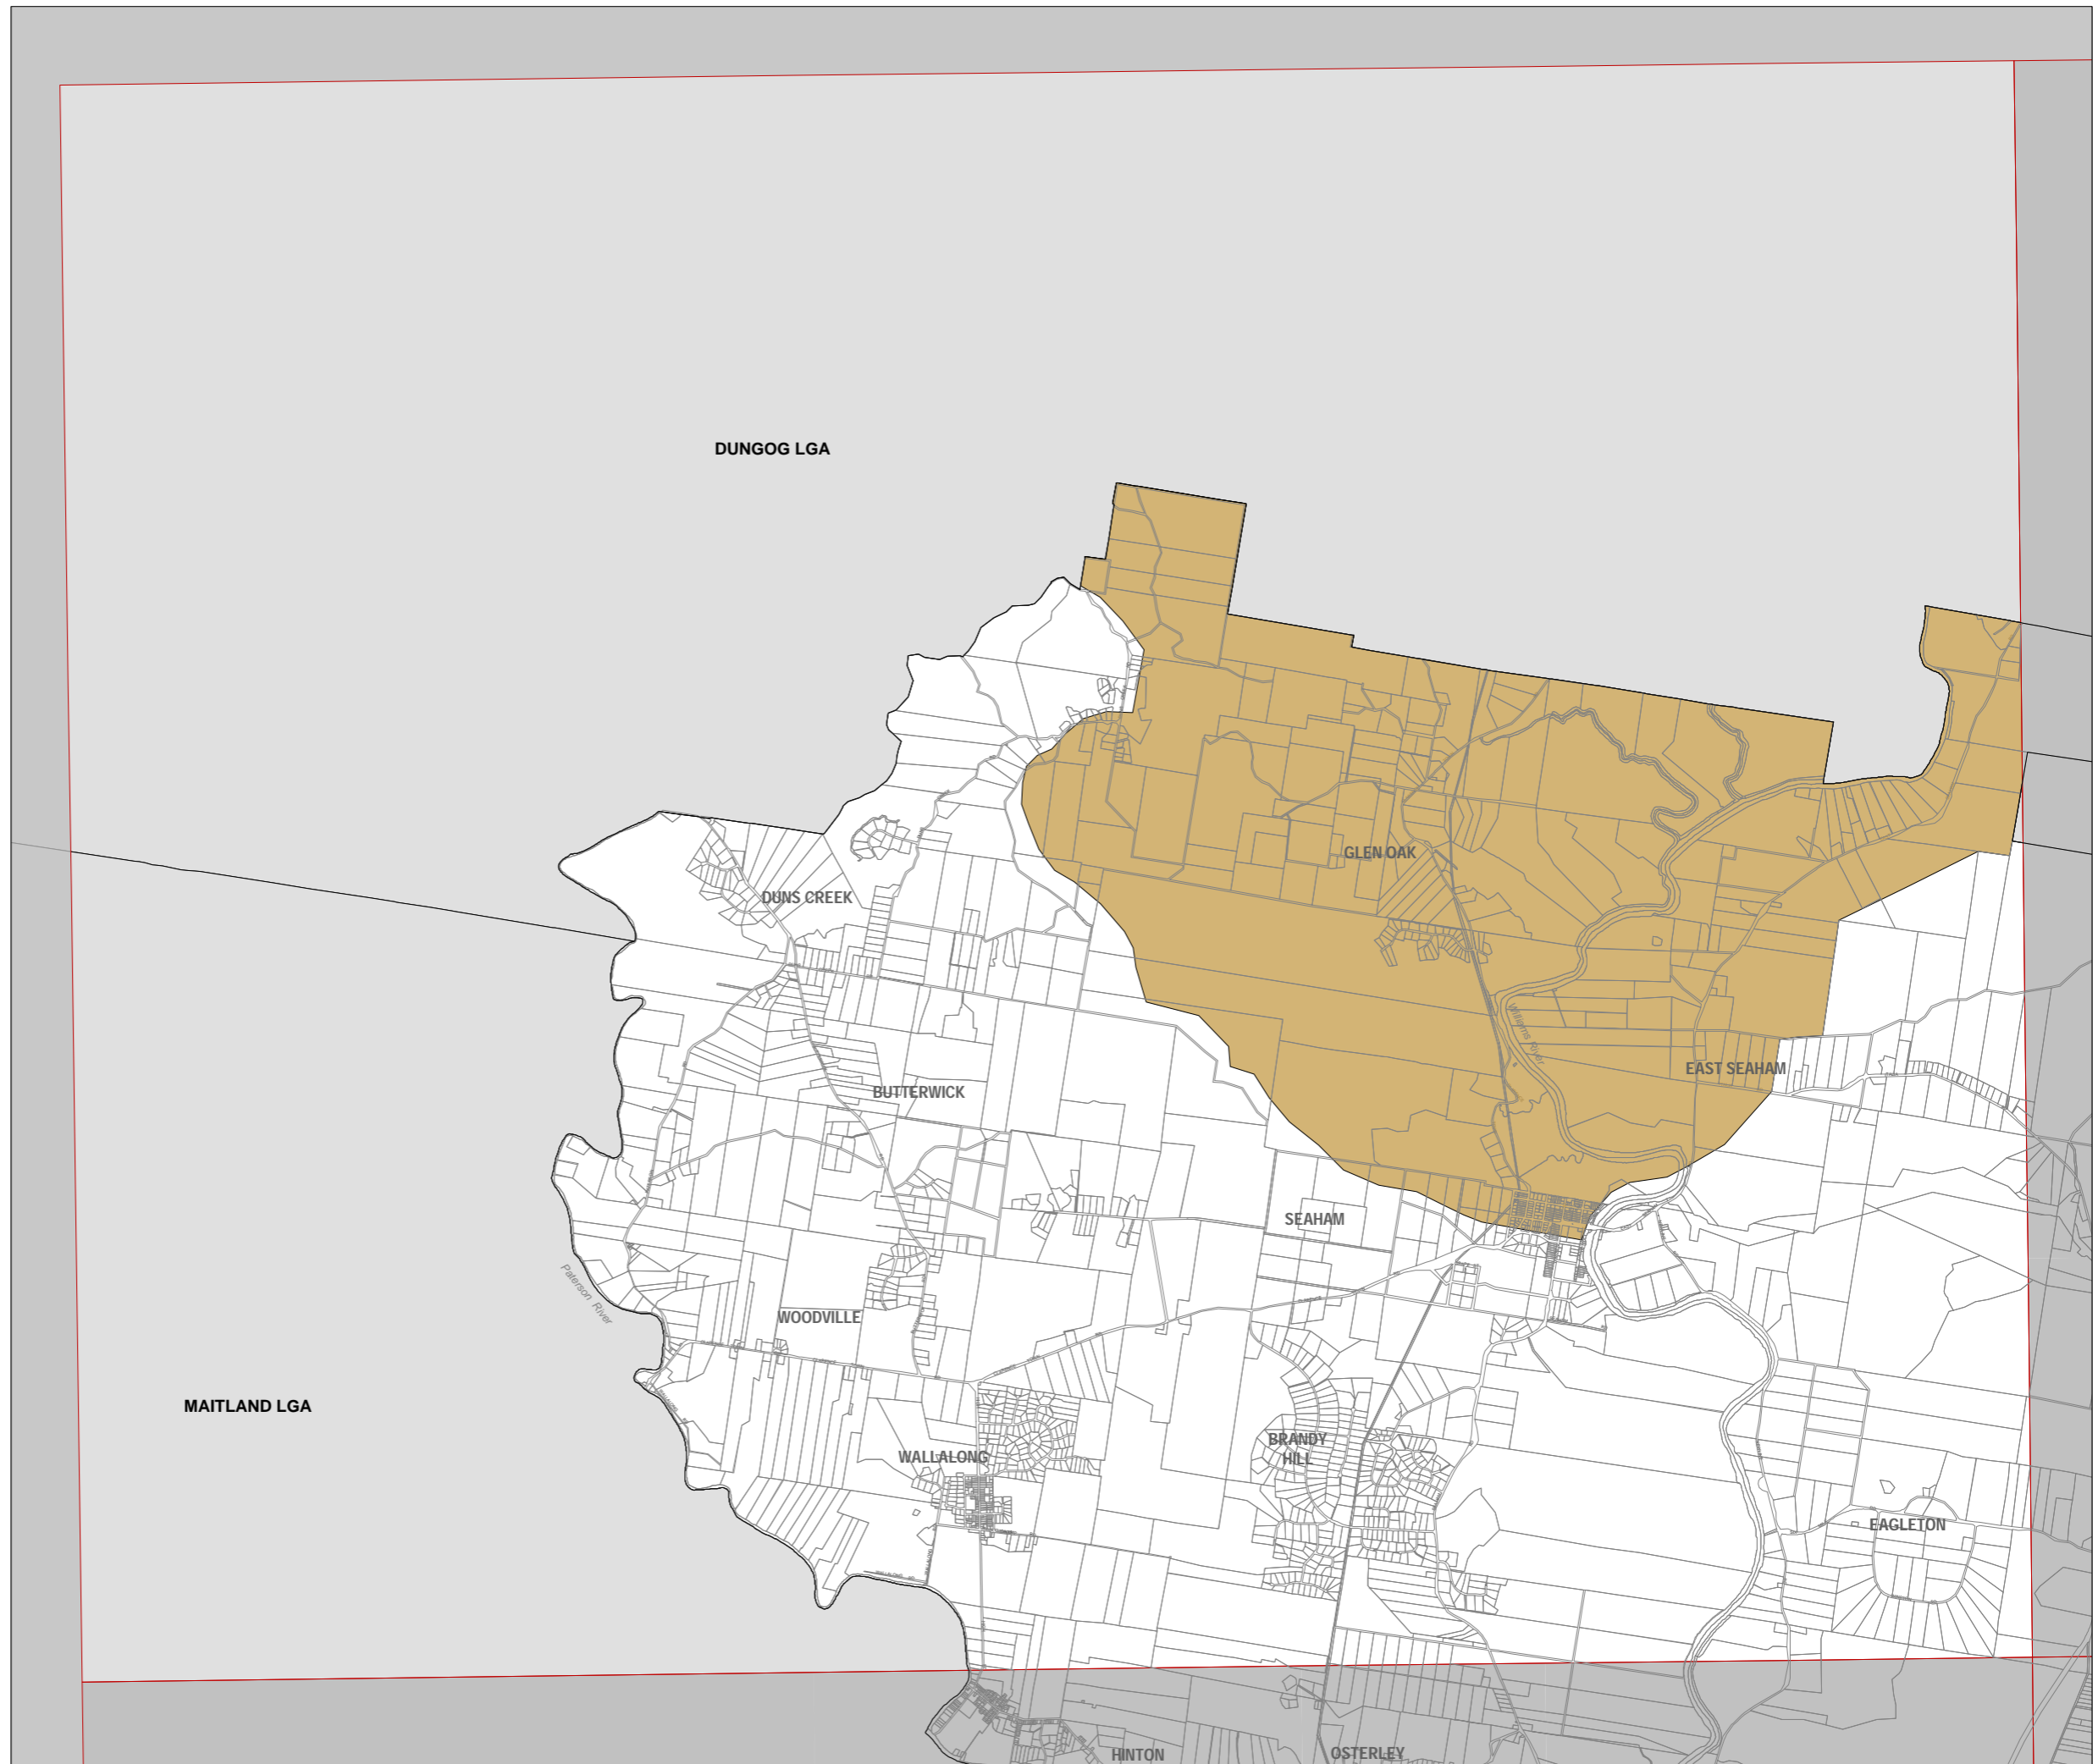 DUNGOG LGA
GLEN OAK
DUNS CREEK
Williams River
EAST SEAHAM
BUTTERWICK
SEAHAM
Paterson River
WOODVILLE
MAITLAND LGA
BRANDY
HILL
WALLALONG
EAGLETON
HINTON
OSTERLEY